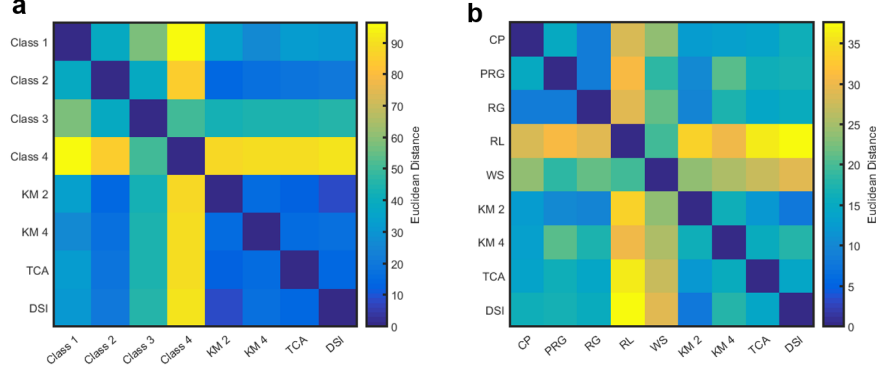 a
Class 1
Class 2
Class 3
Class 4
KM 2
KM 4
TCA
DSI
Class 1 Class 2 Class 3 Class 4 KM 2 KM 4 TCA DSI
90
80
70
60
50
40
30
20
10
0
Euclidean Distance
b
CP
PRG
RG
RL
WS
KM 2
KM 4
TCA
DSI
CP PRG RG RL WS KM 2 KM 4 TCA DSI
35
30
25
20
15
10
5
0
Euclidean Distance